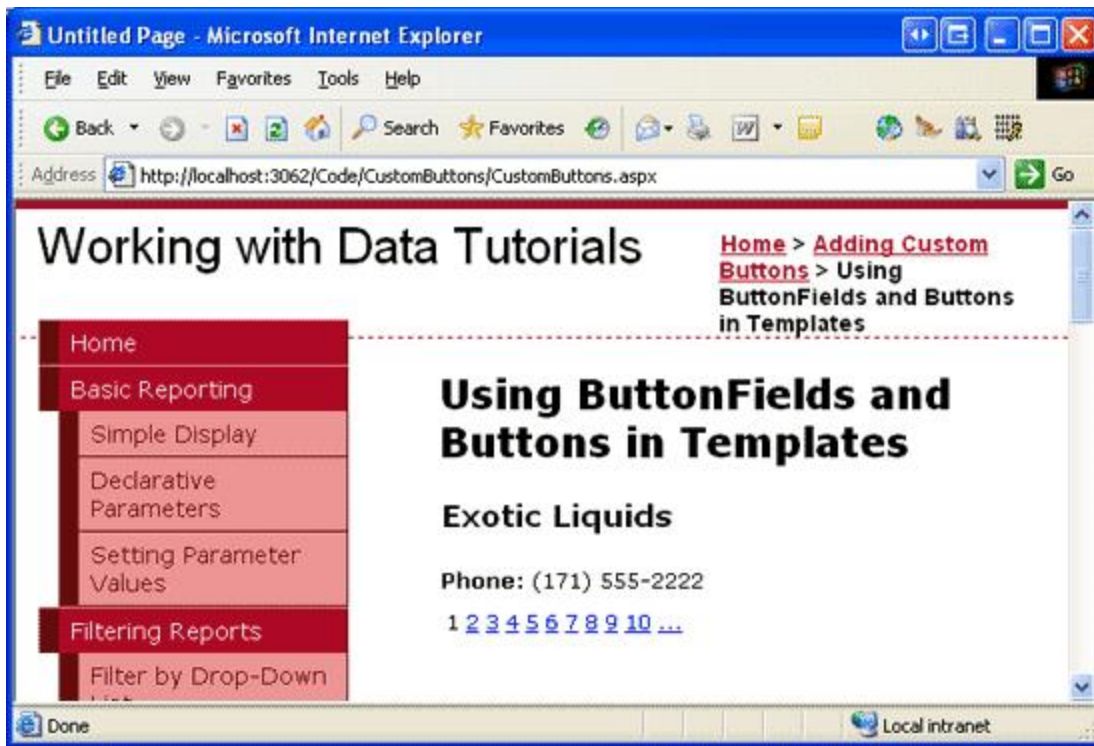 Untitled Page - Microsoft Internet Explorer
File Edit View Favorites Tools Help
Back Search Favorites
Address http://localhost:3062/Code/CustomButtons/CustomButtons.aspx Go
Working with Data Tutorials
Home > Adding Custom
Buttons > Using
ButtonFields and Buttons
in Templates
Home
Basic Reporting
Simple Display
Declarative
Parameters
Setting Parameter
Values
Filtering Reports
Filter by Drop-Down
Using ButtonFields and
Buttons in Templates
Exotic Liquids
Phone: (171) 555-2222
1 2 3 4 5 6 7 8 9 10 ...
Done
Local intranet